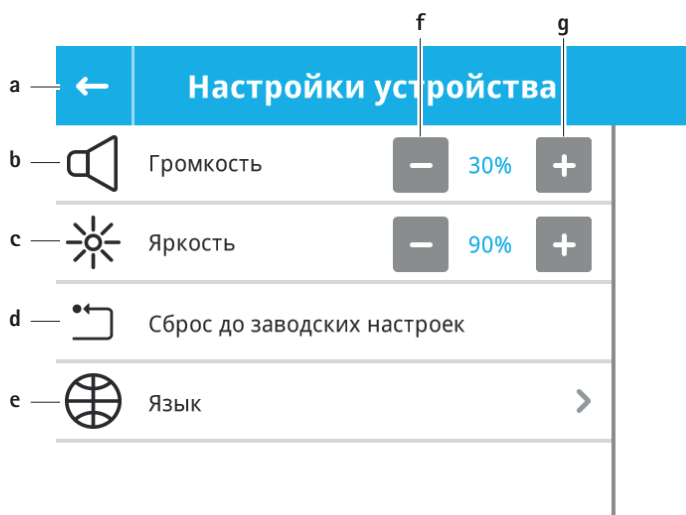 f g
a Настройки устройства
b Громкость 30%
c Яркость 90%
d Сброс до заводских настроек
e Язык